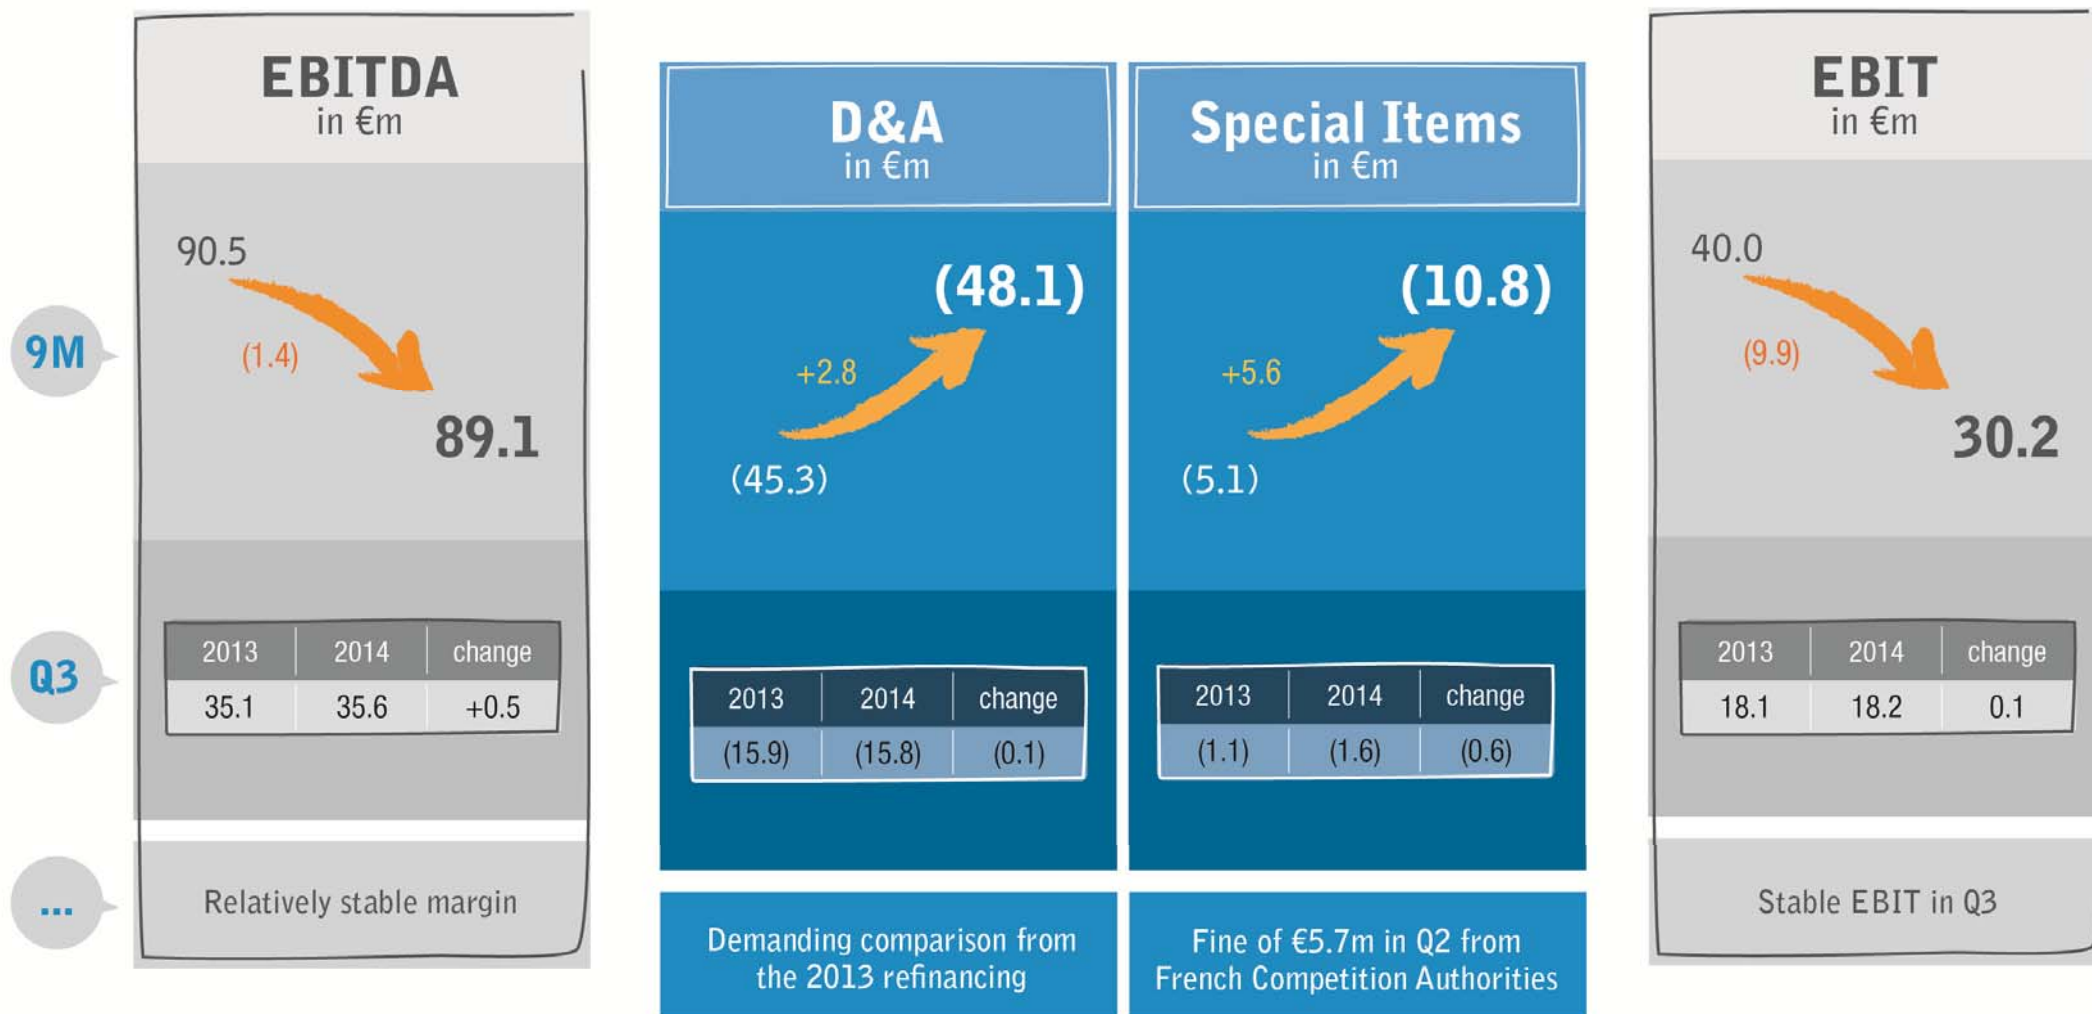 EBITDA
in €m
90.5
(1.4)
89.1
D&A
in €m
(48.1)
+2.8
(45.3)
Special Items
in €m
(10.8)
+5.6
(5.1)
EBIT
in €m
40.0
(9.9)
30.2
9M
Q3
2013 2014 change
35.1 35.6 +0.5
2013 2014 change
(15.9) (15.8) (0.1)
2013 2014 change
(1.1) (1.6) (0.6)
2013 2014 change
18.1 18.2 0.1
...
Relatively stable margin
Demanding comparison from
the 2013 refinancing
Fine of €5.7m in Q2 from
French Competition Authorities
Stable EBIT in Q3